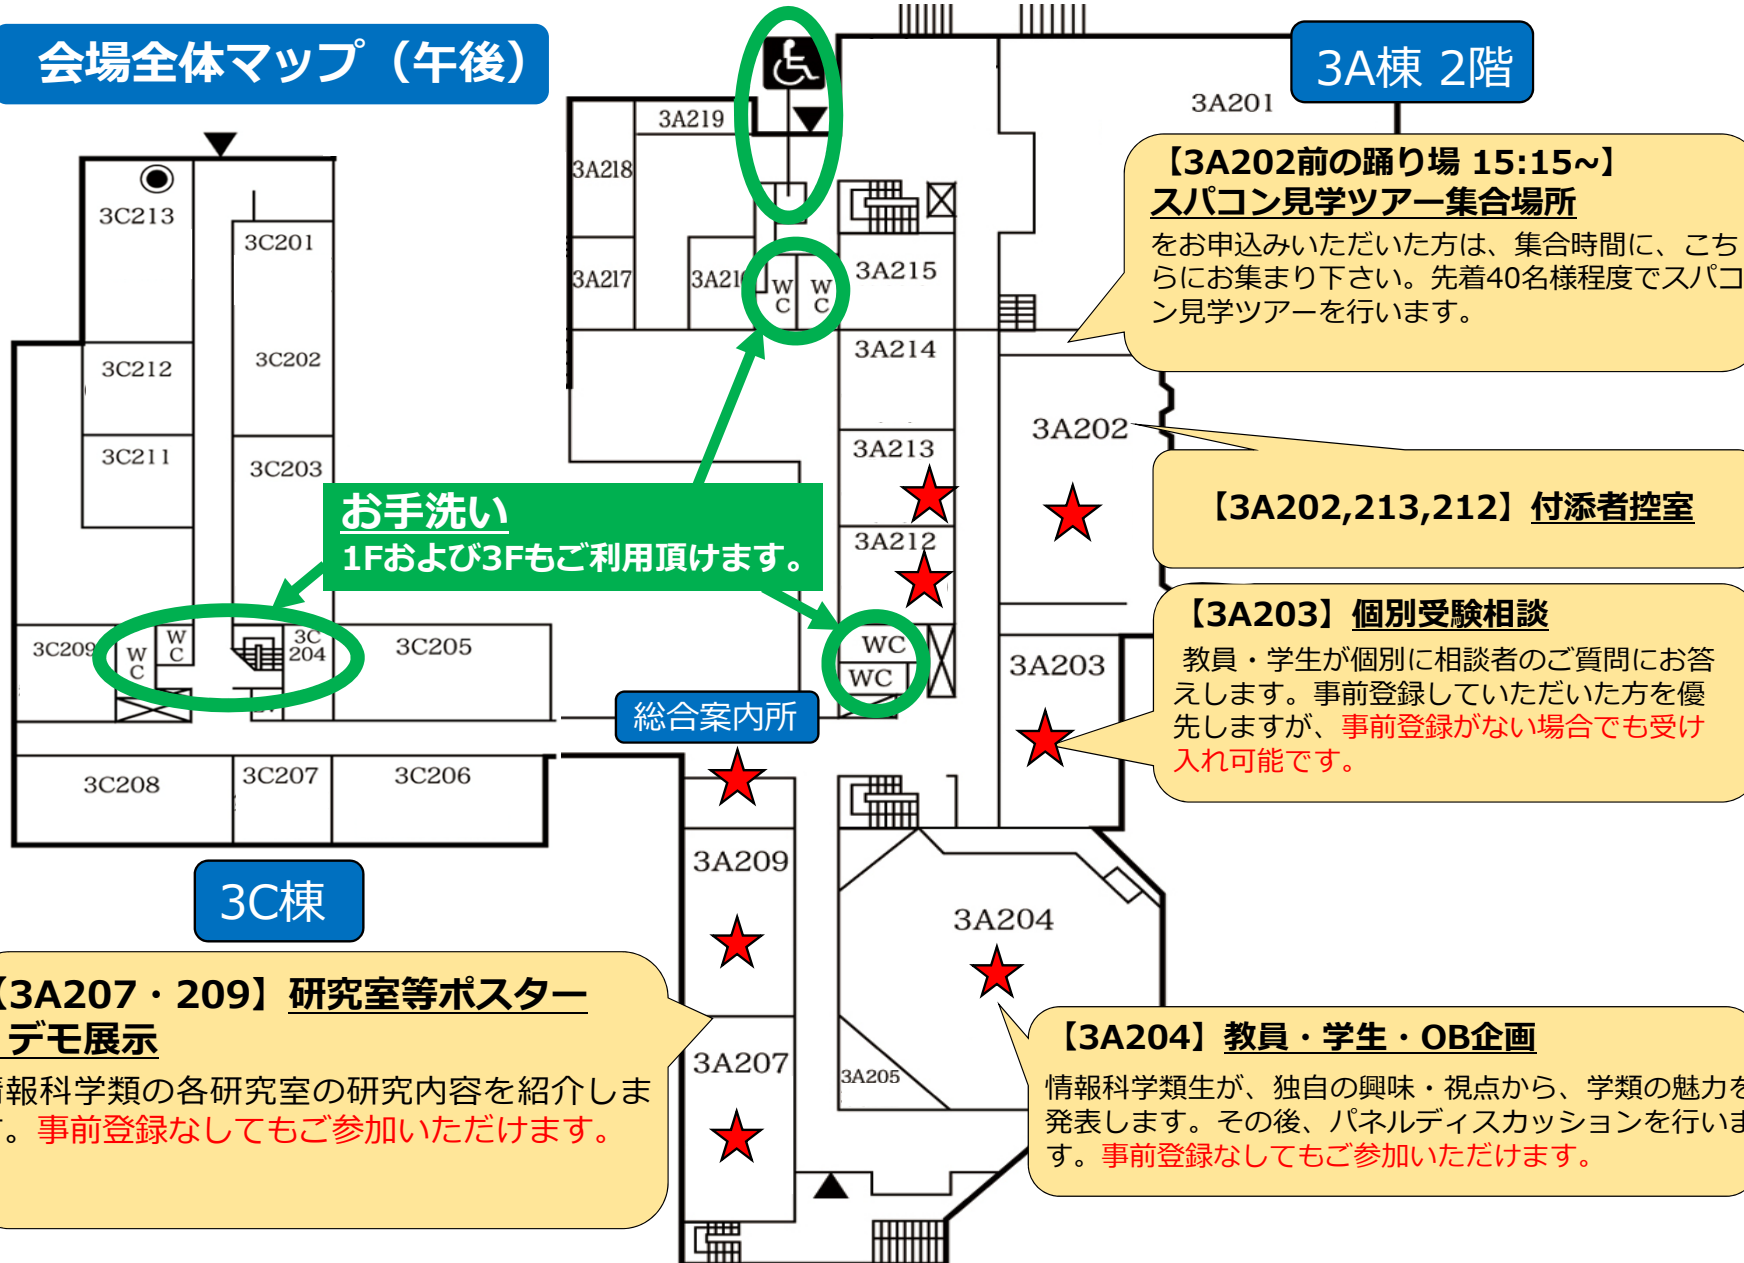 会場全体マップ（午後）
3A棟 2階
3A201
3A219
3A218
3A217
3A215
3A214
3A213
3A212
3A202
3A203
3A204
3A205
3A207
3A209
WC
WC
WC
WC
3C213
3C201
3C212
3C202
3C211
3C203
3C209
WC
WC
3C
204
3C205
3C208
3C207
3C206
3C棟
総合案内所
お手洗い
1Fおよび3Fもご利用頂けます。
【3A202前の踊り場 15:15~】
スパコン見学ツアー集合場所
をお申込みいただいた方は、集合時間に、こち
らにお集まり下さい。先着40名様程度でスパコ
ン見学ツアーを行います。
【3A202,213,212】付添者控室
【3A203】個別受験相談
教員・学生が個別に相談者のご質問にお答
えします。事前登録していただいた方を優
先しますが、事前登録がない場合でも受け
入れ可能です。
【3A207・209】研究室等ポスター
デモ展示
情報科学類の各研究室の研究内容を紹介しま
す。事前登録なしてもご参加いただけます。
【3A204】教員・学生・OB企画
情報科学類生が、独自の興味・視点から、学類の魅力を
発表します。その後、パネルディスカッションを行いま
す。事前登録なしてもご参加いただけます。